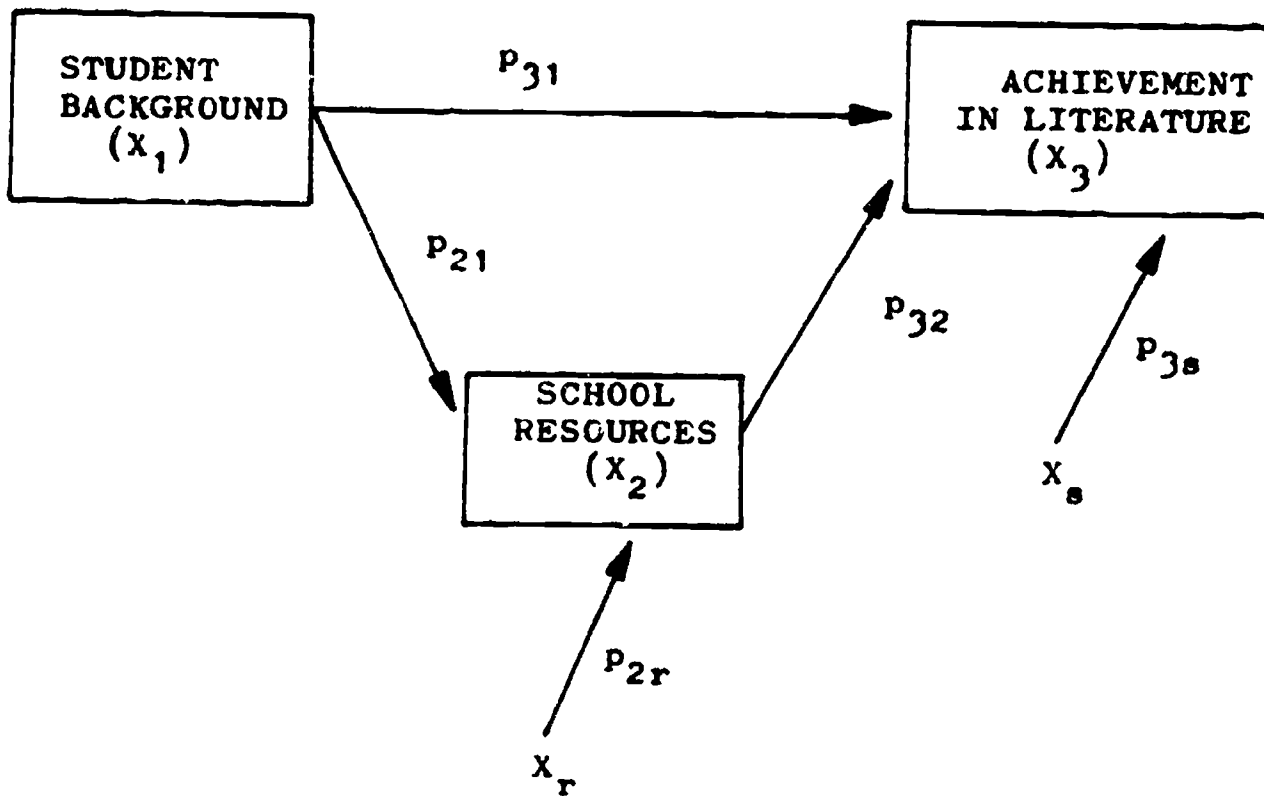 STUDENT
BACKGROUND
(X₁)
p₃₁
ACHIEVEMENT
IN LITERATURE
(X₃)
p₂₁
p₃₂
p₃ₛ
SCHOOL
RESOURCES
(X₂)
Xₛ
p₂ᵣ
Xᵣ